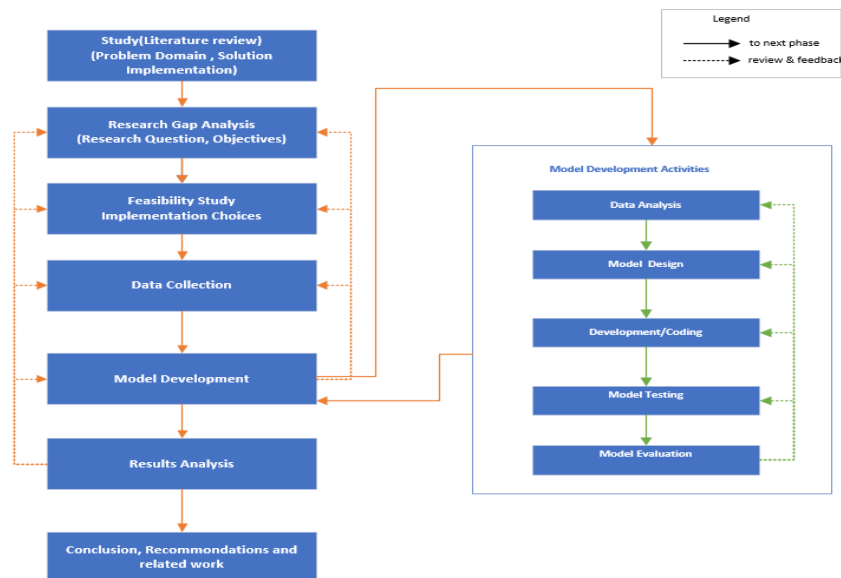 Legend
to next phase
review & feedback
Study(Literature review)
(Problem Domain , Solution
Implementation)
Research Gap Analysis
(Research Question, Objectives)
Feasibility Study
Implementation Choices
Data Collection
Model Development
Results Analysis
Conclusion, Recommondations and
related work
Model Development Activities
Data Analysis
Model Design
Development/Coding
Model Testing
Model Evaluation